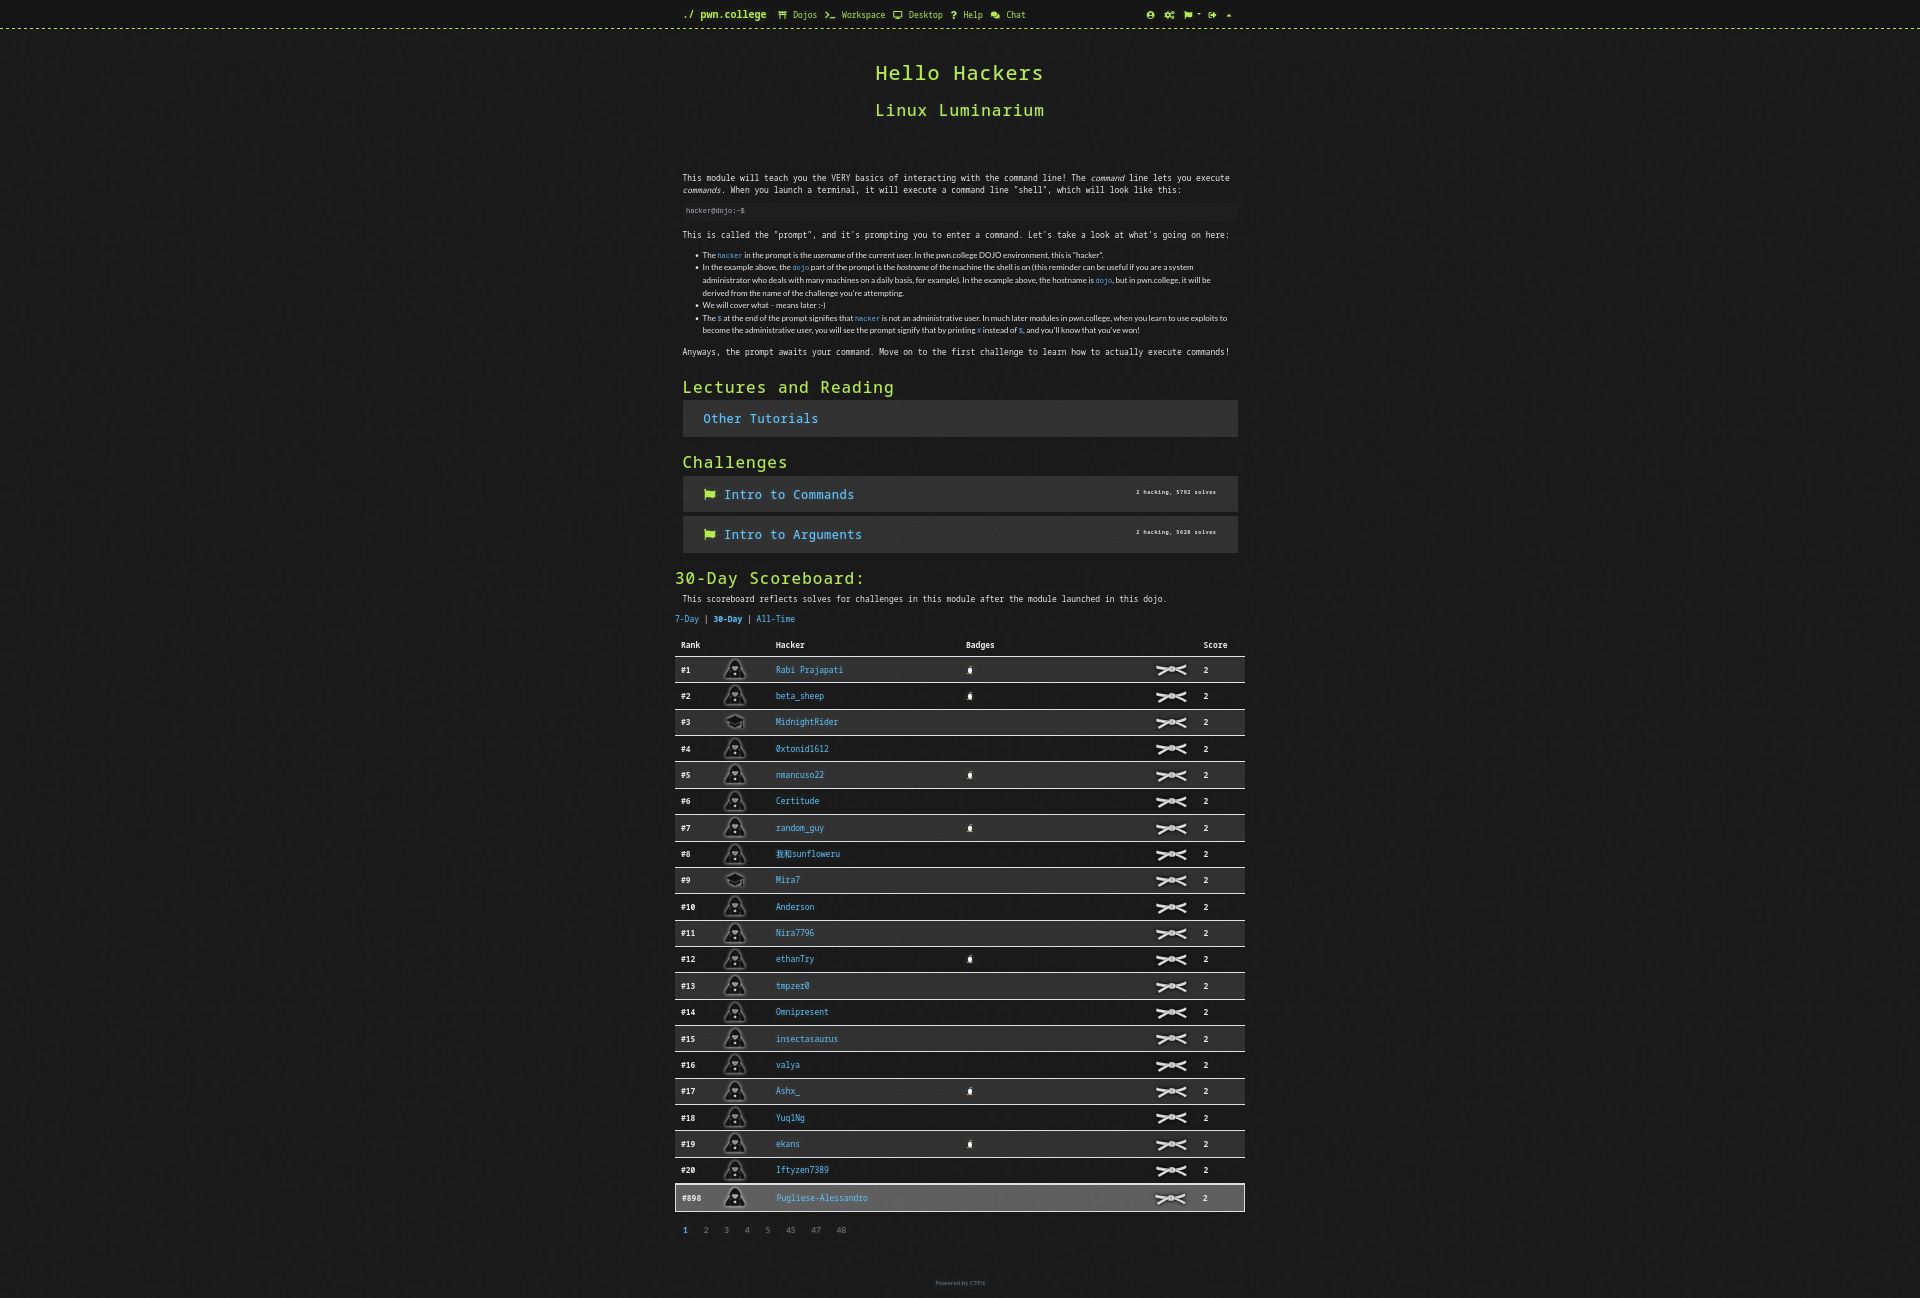 ./ pwn.college Dojos Workspace Desktop Help Chat
Hello Hackers
Linux Luminarium
This module will teach you the VERY basics of interacting with the command line! The command line lets you execute
commands. When you launch a terminal, it will execute a command line "shell", which will look like this:
hacker@dojo:~$
This is called the "prompt", and it's prompting you to enter a command. Let's take a look at what's going on here:
• The hacker in the prompt is the username of the current user. In the pwn.college DOJO environment, this is "hacker".
• In the example above, the dojo part of the prompt is the hostname of the machine the shell is on (this reminder can be useful if you are a system
administrator who deals with many machines on a daily basis, for example). In the example above, the hostname is dojo, but in pwn.college, it will be
derived from the name of the challenge you're attempting.
• We will cover what ~ means later :-)
• The $ at the end of the prompt signifies that hacker is not an administrative user. In much later modules in pwn.college, when you learn to use exploits to
become the administrative user, you will see the prompt signify that by printing # instead of $, and you'll know that you've won!
Anyways, the prompt awaits your command. Move on to the first challenge to learn how to actually execute commands!
Lectures and Reading
Other Tutorials
Challenges
Intro to Commands 2 hacking, 5792 solves
Intro to Arguments 2 hacking, 5628 solves
30-Day Scoreboard:
This scoreboard reflects solves for challenges in this module after the module launched in this dojo.
7-Day | 30-Day | All-Time
Rank Hacker Badges Score
#1 Rabi Prajapati 2
#2 beta_sheep 2
#3 MidnightRider 2
#4 0xtonid1612 2
#5 nmancuso22 2
#6 Certitude 2
#7 random_guy 2
#8 我和sunfloweru 2
#9 Mira7 2
#10 Anderson 2
#11 Nira7796 2
#12 ethanTry 2
#13 tmpzer0 2
#14 Omnipresent 2
#15 insectasaurus 2
#16 valya 2
#17 Ashx_ 2
#18 Yuq1Ng 2
#19 ekans 2
#20 Iftyzen7389 2
#898 Pugliese-Alessandro 2
1 2 3 4 5 45 47 48
Powered by CTFd